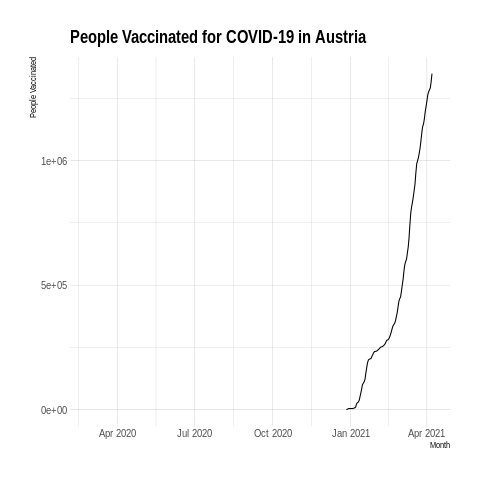 People Vaccinated for COVID-19 in Austria
People Vaccinated
1e+06
5e+05
0e+00
Apr 2020 Jul 2020 Oct 2020 Jan 2021 Apr 2021
Month